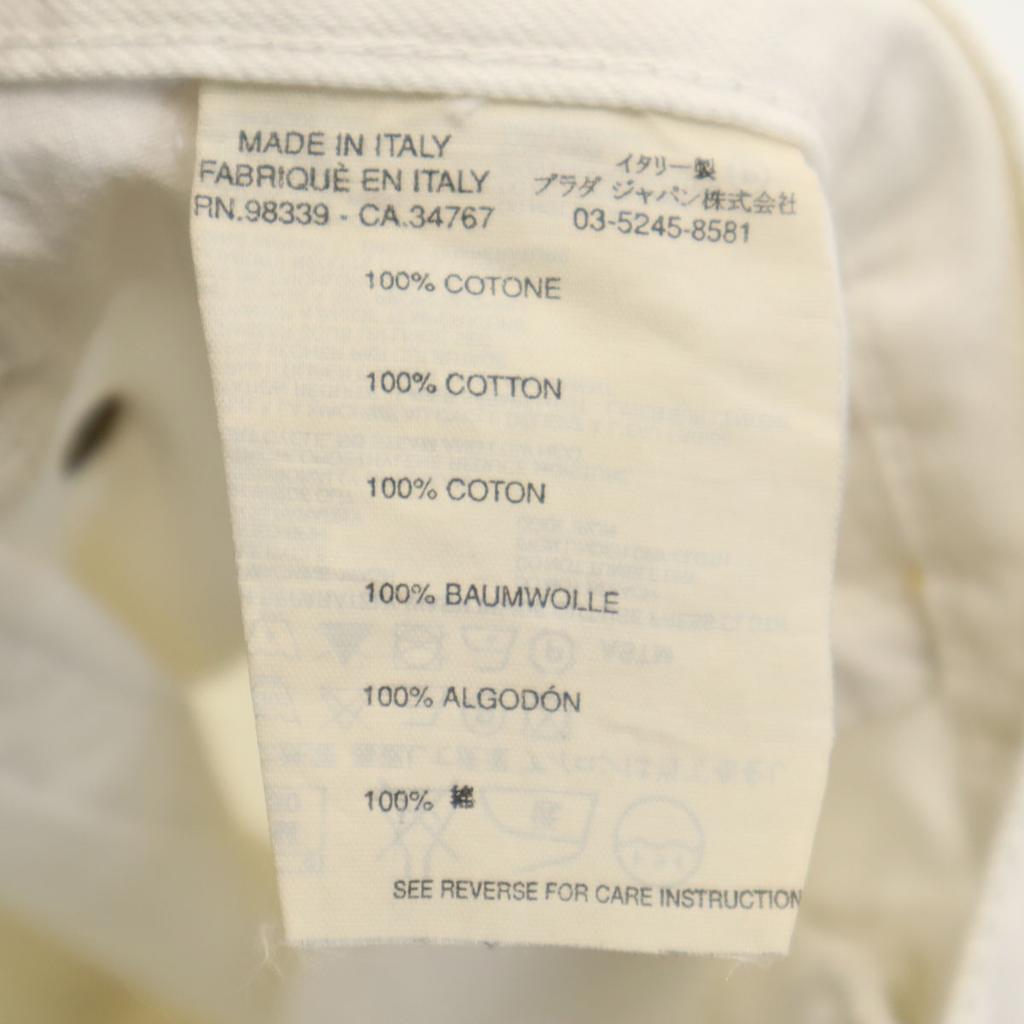 MADE IN ITALY
FABRIQUÈ EN ITALY
RN.98339 - CA.34767
イタリー製
プラダ ジャパン株式会社
03-5245-8581
100% COTONE
100% COTTON
100% COTON
100% BAUMWOLLE
100% ALGODÓN
100% 綿
SEE REVERSE FOR CARE INSTRUCTION